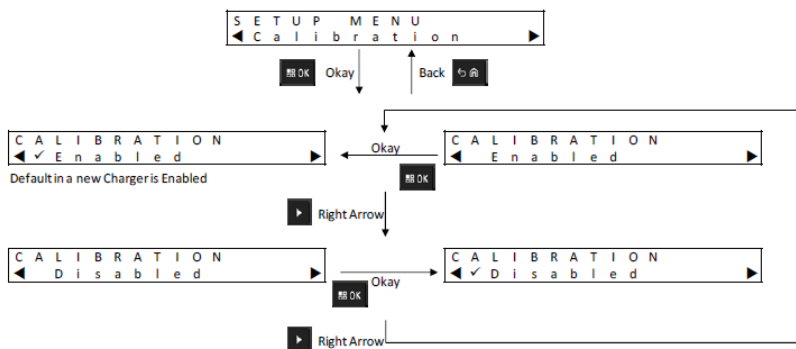 SETUP MENU
◀ Calibration ▶
OK Okay
Back
CALIBRATION
◀ ✓ Enabled ▶
Okay
CALIBRATION
◀ Enabled ▶
OK
Default in a new Charger is Enabled
Right Arrow
CALIBRATION
◀ Disabled ▶
CALIBRATION
◀ ✓ Disabled ▶
Okay
OK
Right Arrow